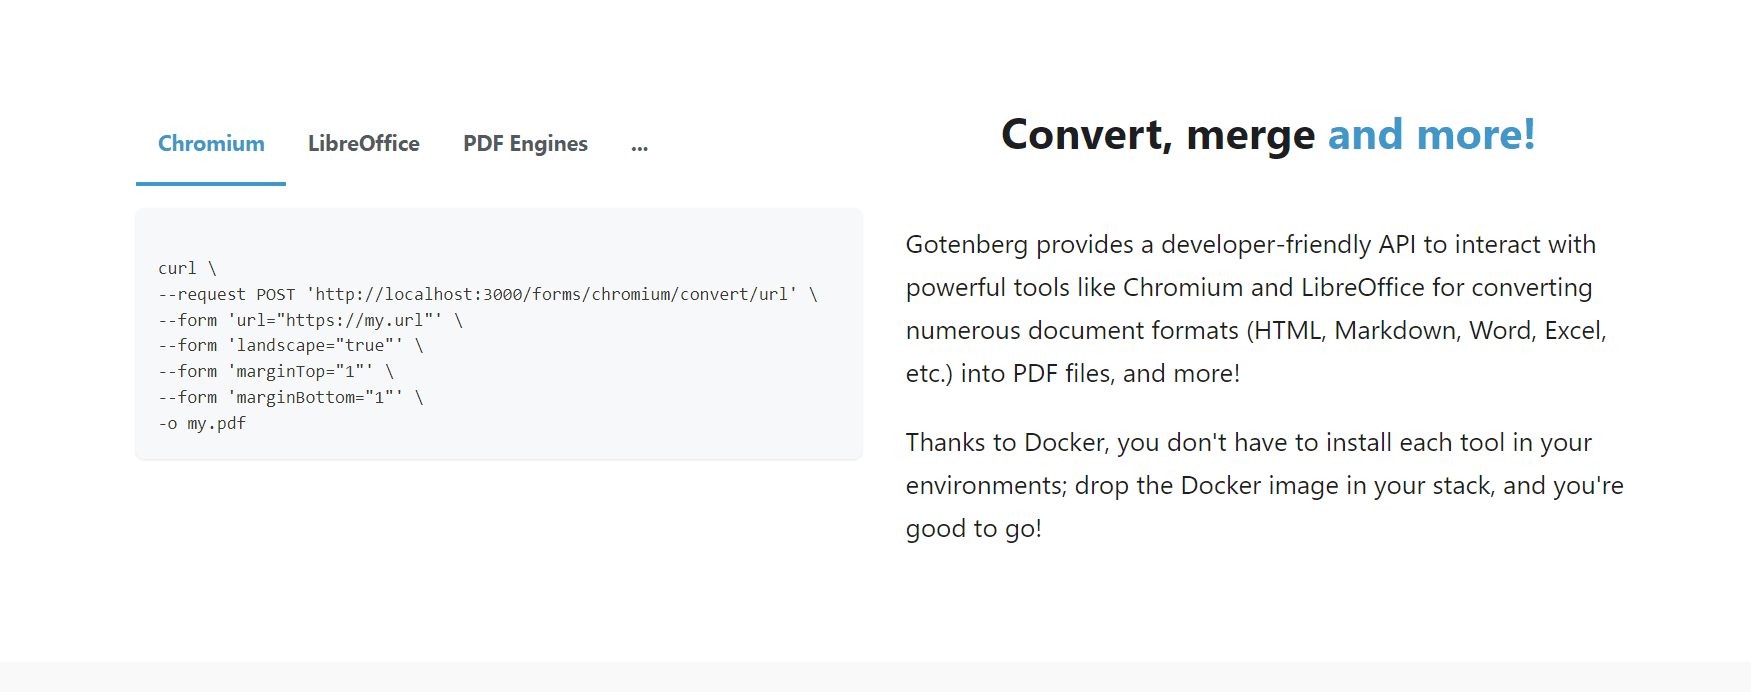 Chromium LibreOffice PDF Engines ...
curl \
--request POST 'http://localhost:3000/forms/chromium/convert/url' \
--form 'url="https://my.url"' \
--form 'landscape="true"' \
--form 'marginTop="1"' \
--form 'marginBottom="1"' \
-o my.pdf
Convert, merge and more!
Gotenberg provides a developer-friendly API to interact with
powerful tools like Chromium and LibreOffice for converting
numerous document formats (HTML, Markdown, Word, Excel,
etc.) into PDF files, and more!
Thanks to Docker, you don't have to install each tool in your
environments; drop the Docker image in your stack, and you're
good to go!